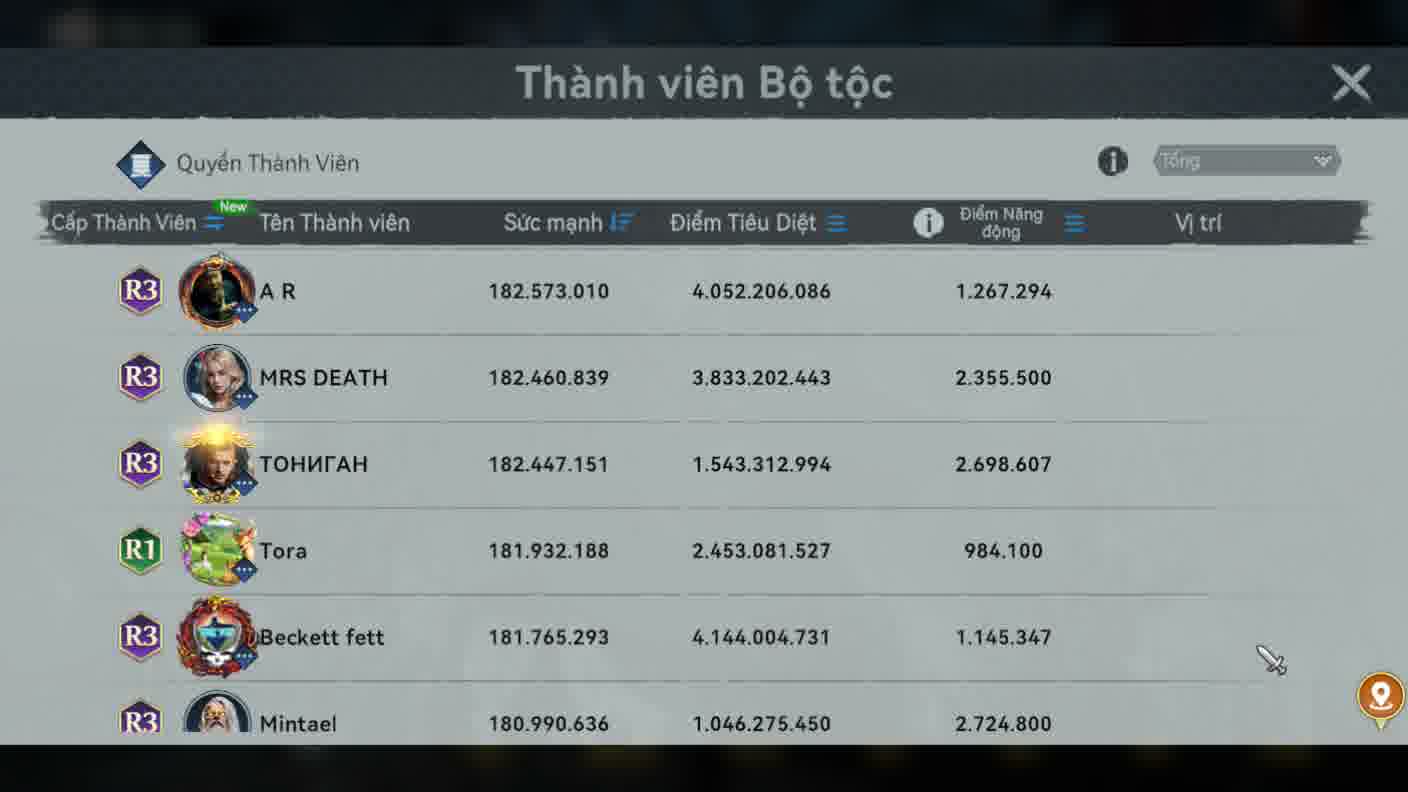 Thành viên Bộ tộc
Quyền Thành Viên
Tổng
Cấp Thành Viên New Tên Thành viên Sức mạnh Điểm Tiêu Diệt Điểm Năng động Vị trí
R3 A R 182.573.010 4.052.206.086 1.267.294
R3 MRS DEATH 182.460.839 3.833.202.443 2.355.500
R3 ТОНИГАН 182.447.151 1.543.312.994 2.698.607
R1 Tora 181.932.188 2.453.081.527 984.100
R3 Beckett fett 181.765.293 4.144.004.731 1.145.347
R3 Mintael 180.990.636 1.046.275.450 2.724.800